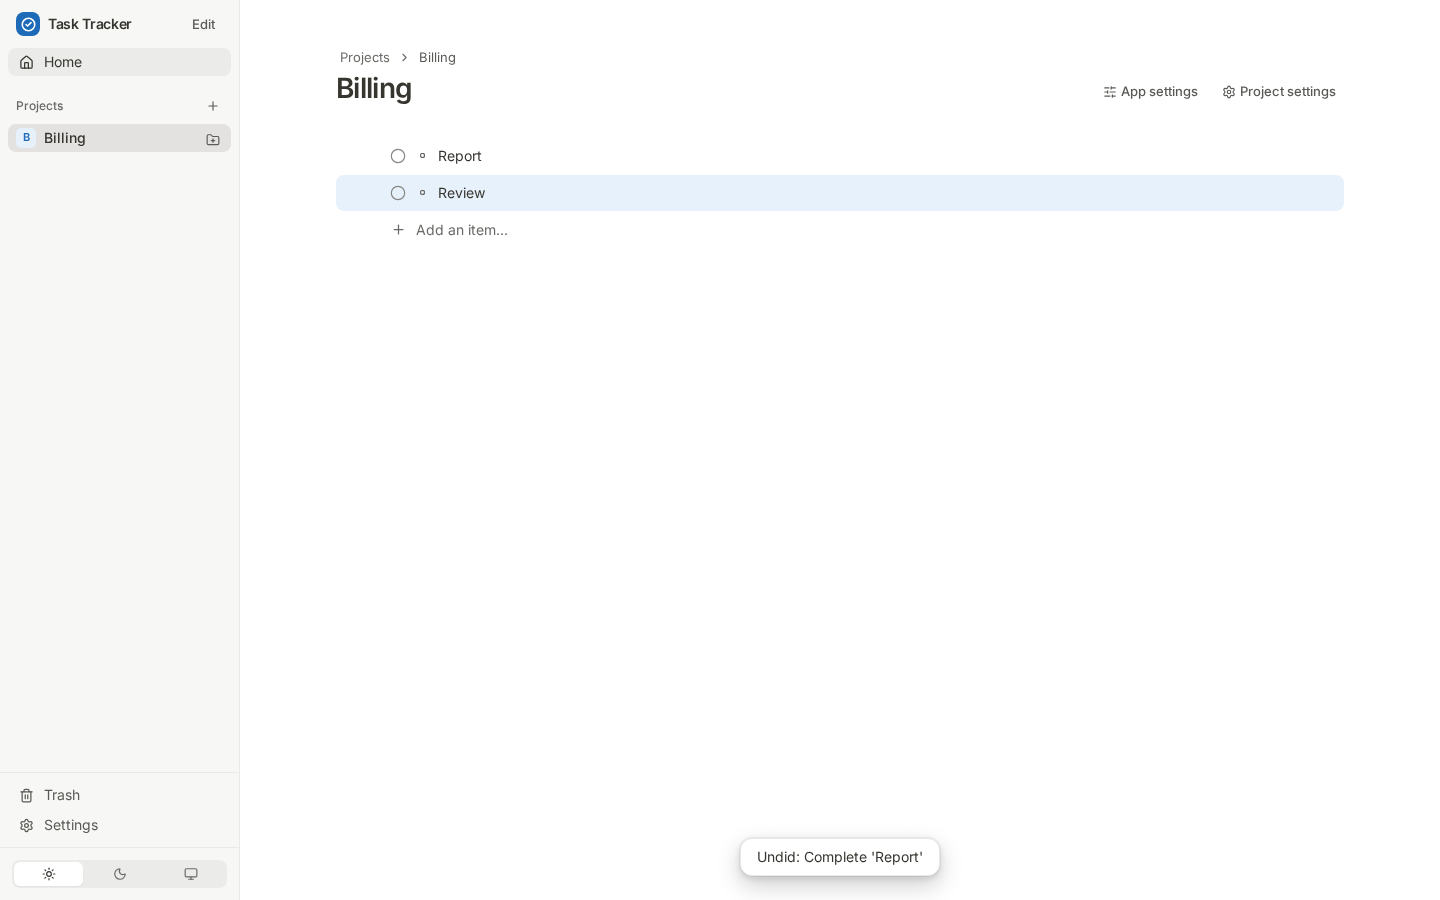 Task Tracker
Edit
Home
Projects
B
Billing
Trash
Settings
Projects
Billing
Billing
App settings
Project settings
Report
Review
Add an item...
Undid: Complete 'Report'